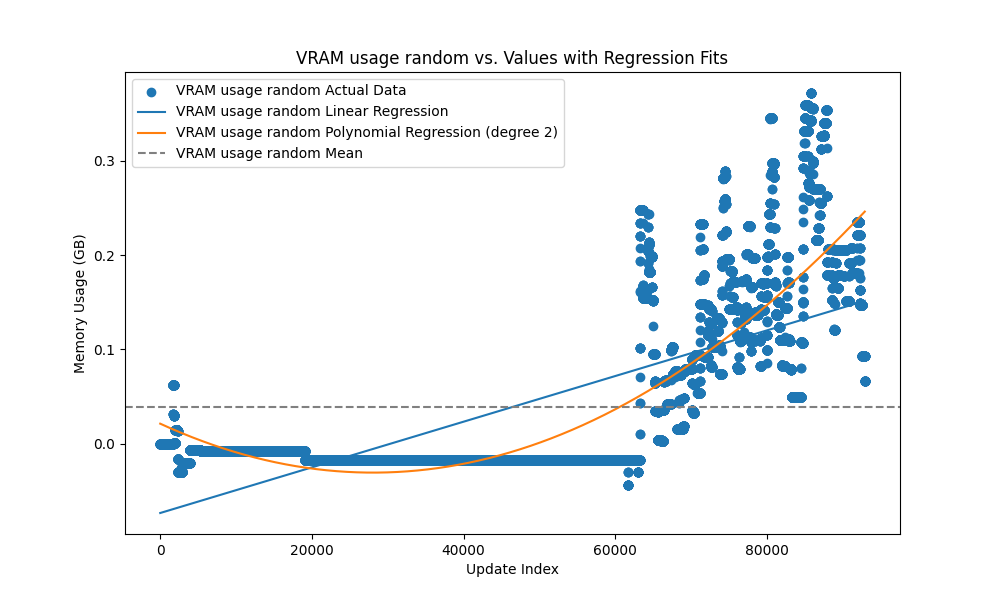 VRAM usage random vs. Values with Regression Fits
VRAM usage random Actual Data
VRAM usage random Linear Regression
VRAM usage random Polynomial Regression (degree 2)
VRAM usage random Mean
Memory Usage (GB)
0.3
0.2
0.1
0.0
0
20000
40000
60000
80000
Update Index